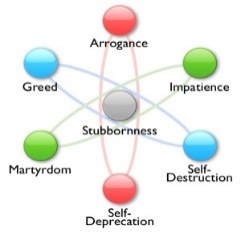 Arrogance
Greed
Impatience
Stubbornness
Martyrdom
Self-
Destruction
Self-
Deprecation